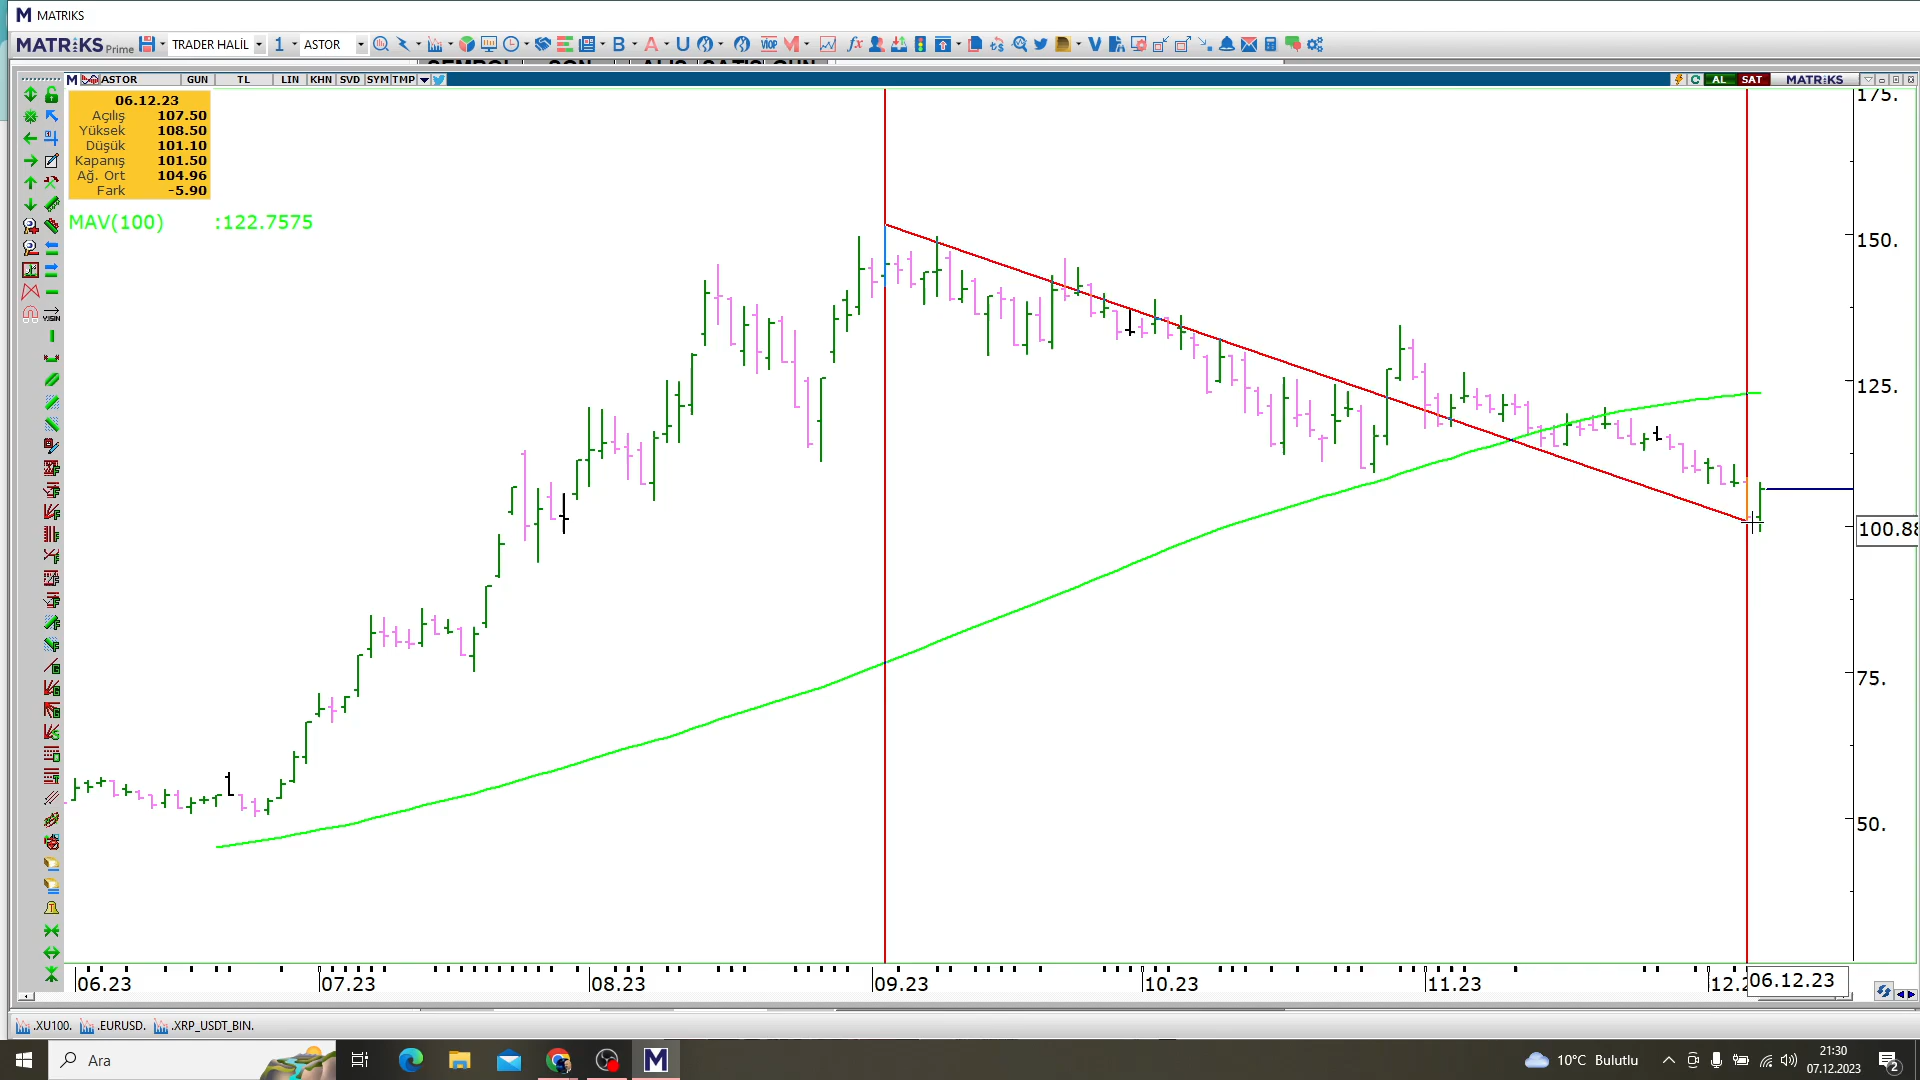 MATRIKS
MATRIKS Prime TRADER HALİL 1 ASTOR B A U VIOP M fx V
ASTOR GUN TL LIN KHN SVD SYM TMP AL SAT MATRIKS
06.12.23
Açılış 107.50
Yüksek 108.50
Düşük 101.10
Kapanış 101.50
Ağ. Ort 104.96
Fark -5.90
MAV(100) :122.7575
175.
150.
125.
100.88
75.
50.
06.23 07.23 08.23 09.23 10.23 11.23 12.2 06.12.23
.XU100. .EURUSD. .XRP_USDT_BIN.
Ara
10°C Bulutlu
21:30
07.12.2023
2